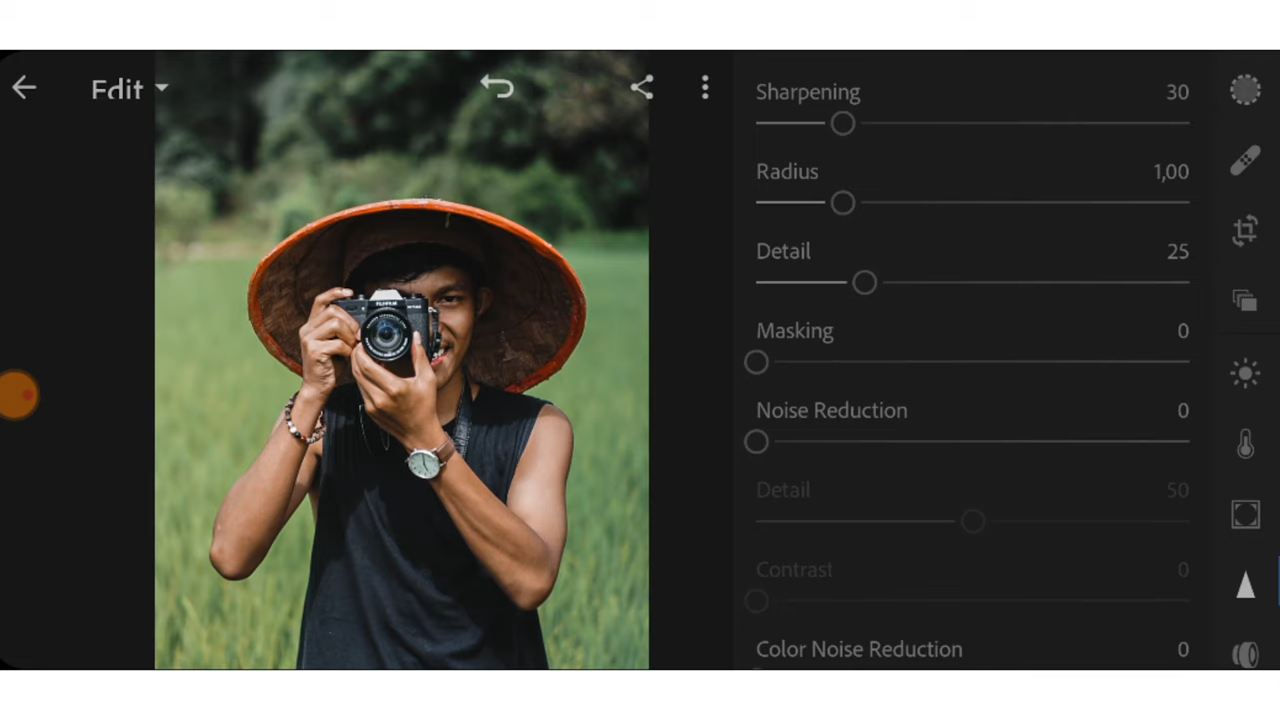 Edit
Sharpening 30
Radius 1,00
Detail 25
Masking 0
Noise Reduction 0
Detail 50
Contrast 0
Color Noise Reduction 0
FUJIFILM